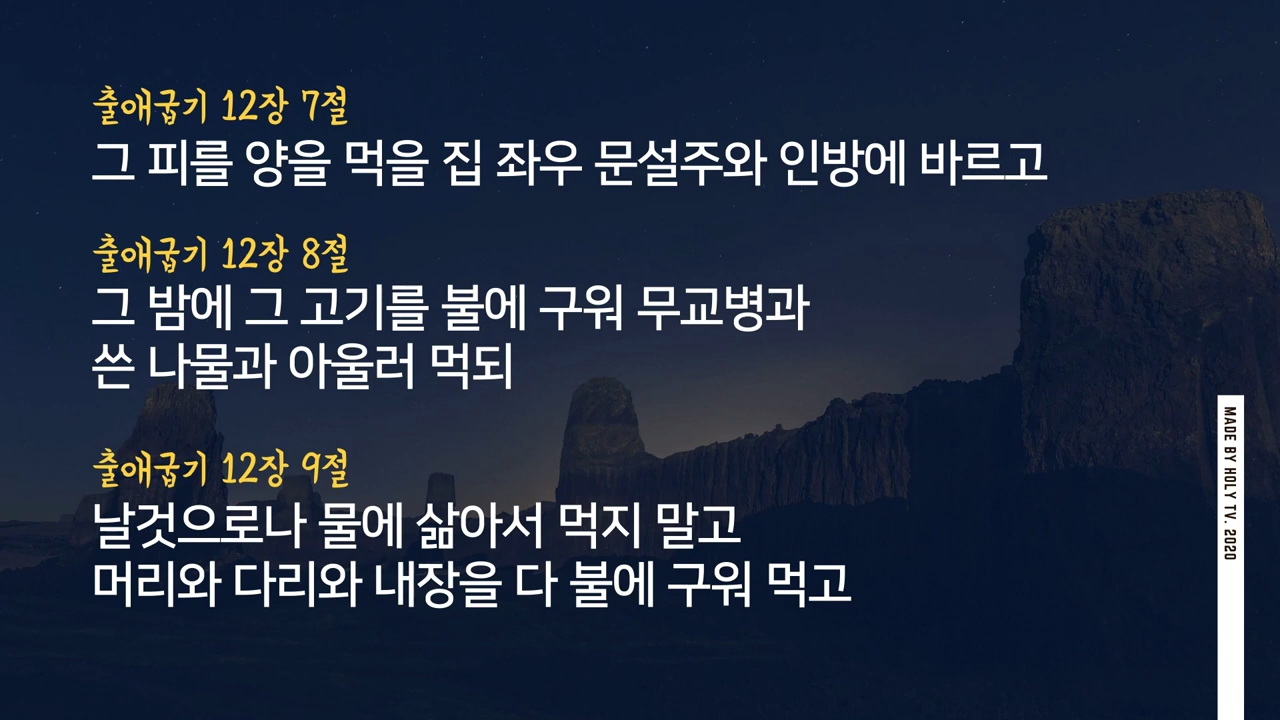 출애굽기 12장 7절
그 피를 양을 먹을 집 좌우 문설주와 인방에 바르고
출애굽기 12장 8절
그 밤에 그 고기를 불에 구워 무교병과
쓴 나물과 아울러 먹되
출애굽기 12장 9절
날것으로나 물에 삶아서 먹지 말고
머리와 다리와 내장을 다 불에 구워 먹고
MADE BY HOLY TV. 2020